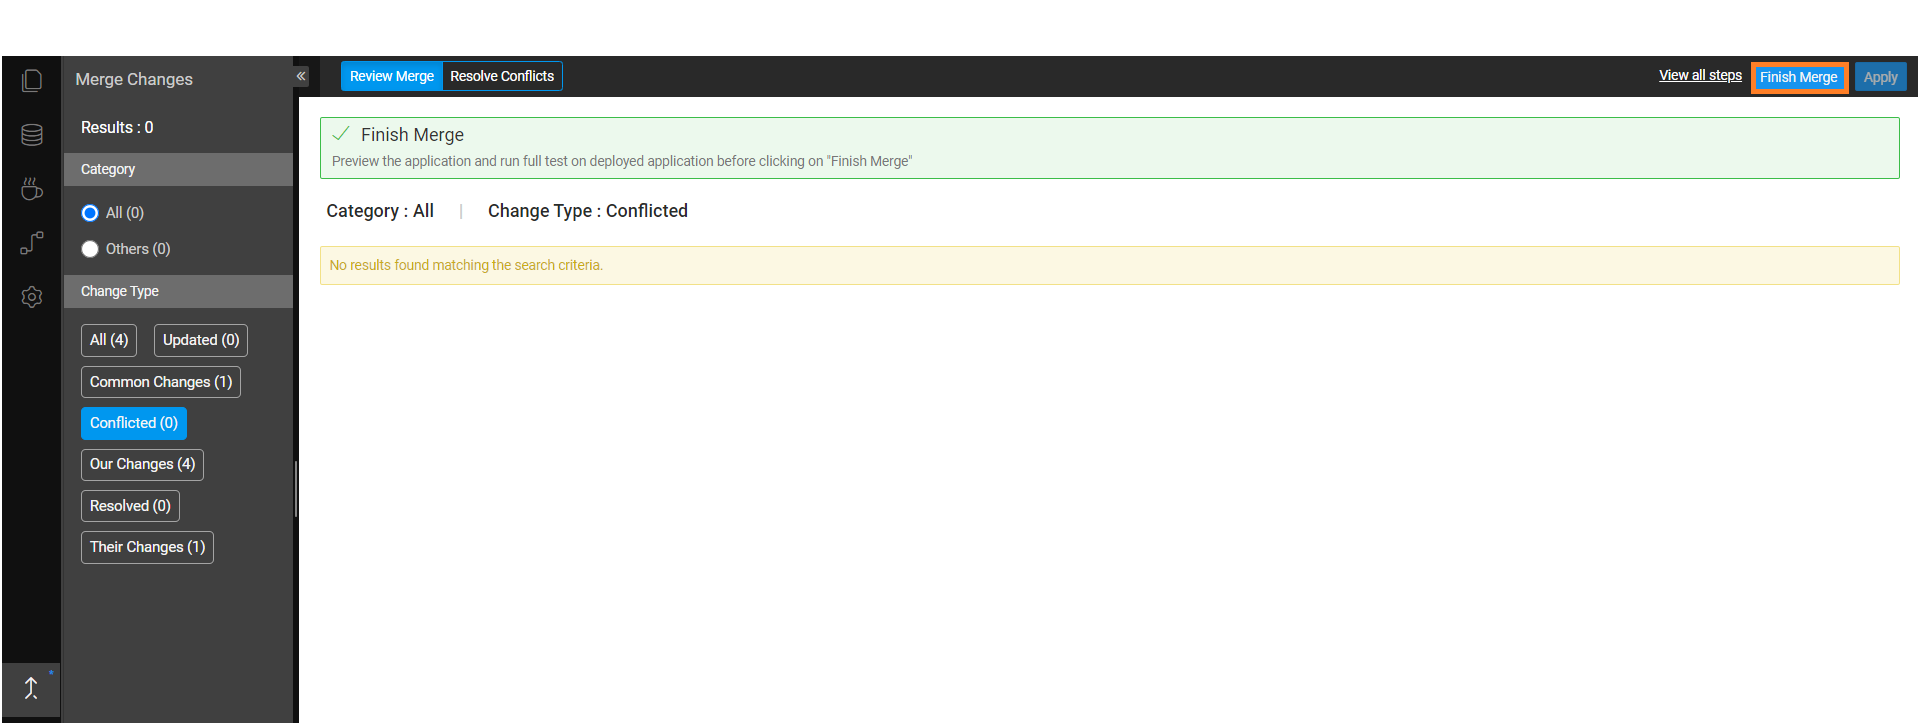 Merge Changes
Results : 0
Category
All (0)
Others (0)
Change Type
All (4) Updated (0)
Common Changes (1)
Conflicted (0)
Our Changes (4)
Resolved (0)
Their Changes (1)
Review Merge Resolve Conflicts
View all steps Finish Merge Apply
Finish Merge
Preview the application and run full test on deployed application before clicking on "Finish Merge"
Category : All | Change Type : Conflicted
No results found matching the search criteria.